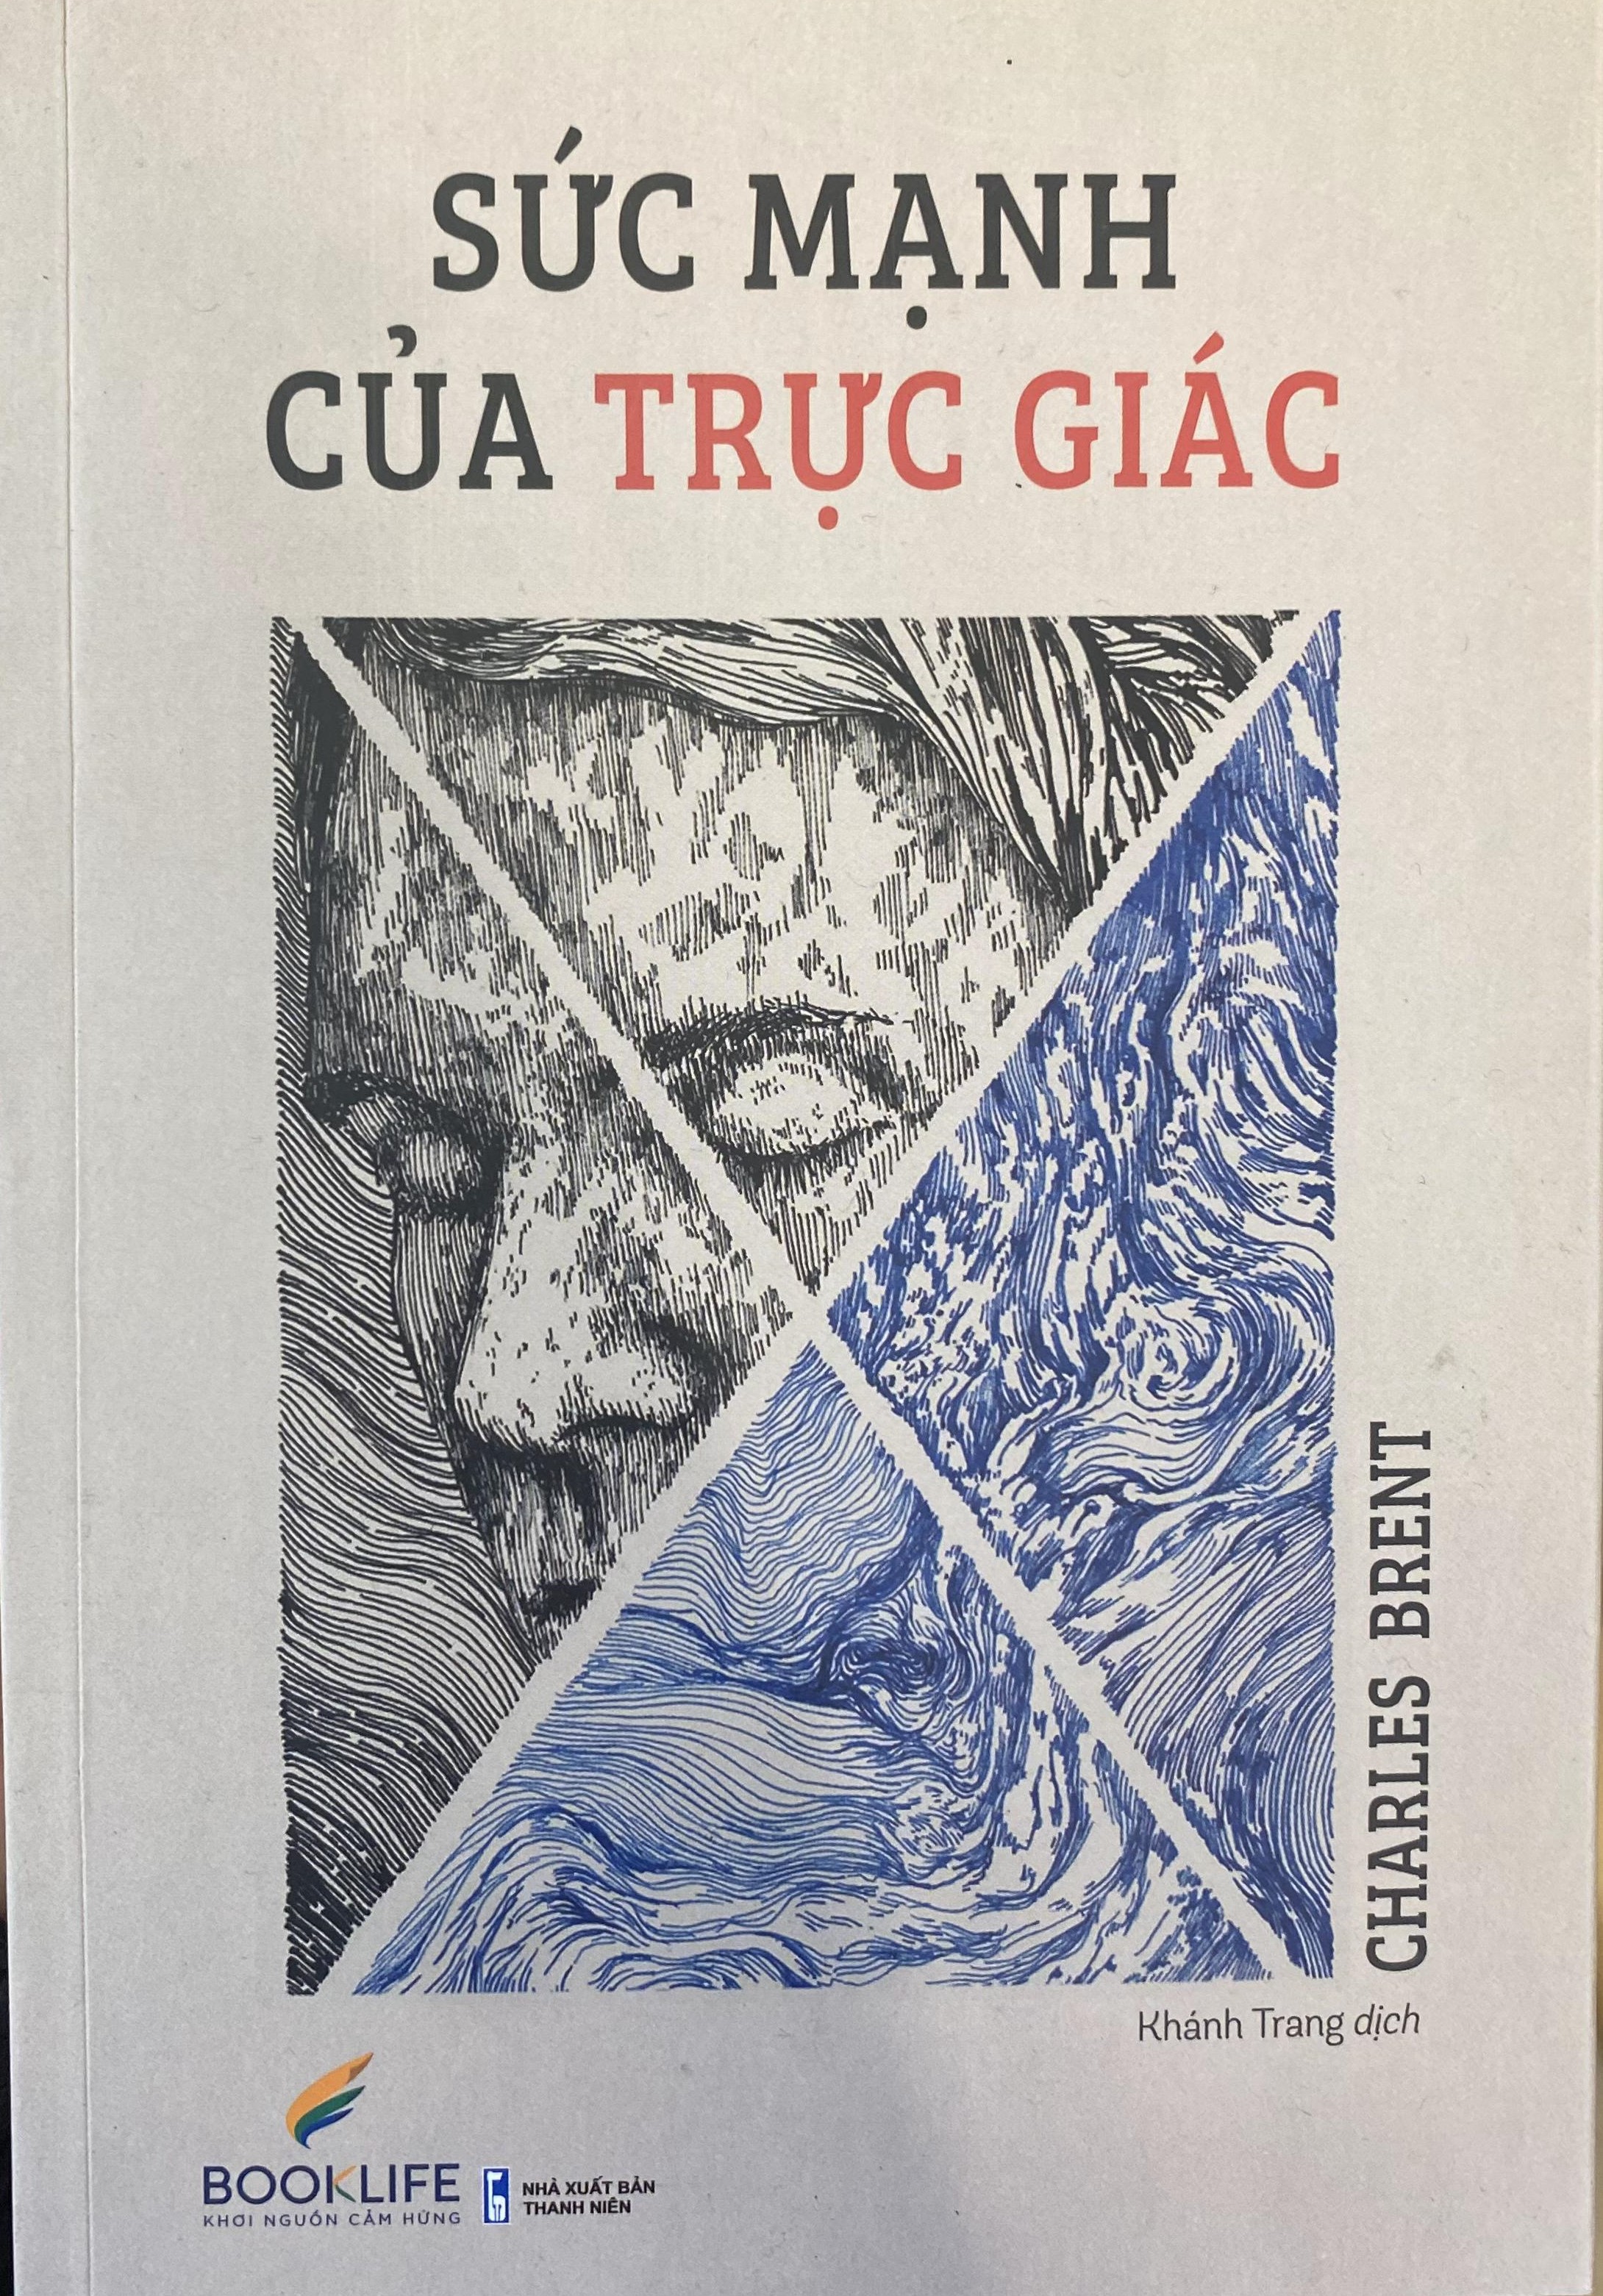 SỨC MẠNH
CỦA TRỰC GIÁC
CHARLES BRENT
Khánh Trang dịch
BOOKLIFE
KHƠI NGUỒN CẢM HỨNG
NHÀ XUẤT BẢN
THANH NIÊN